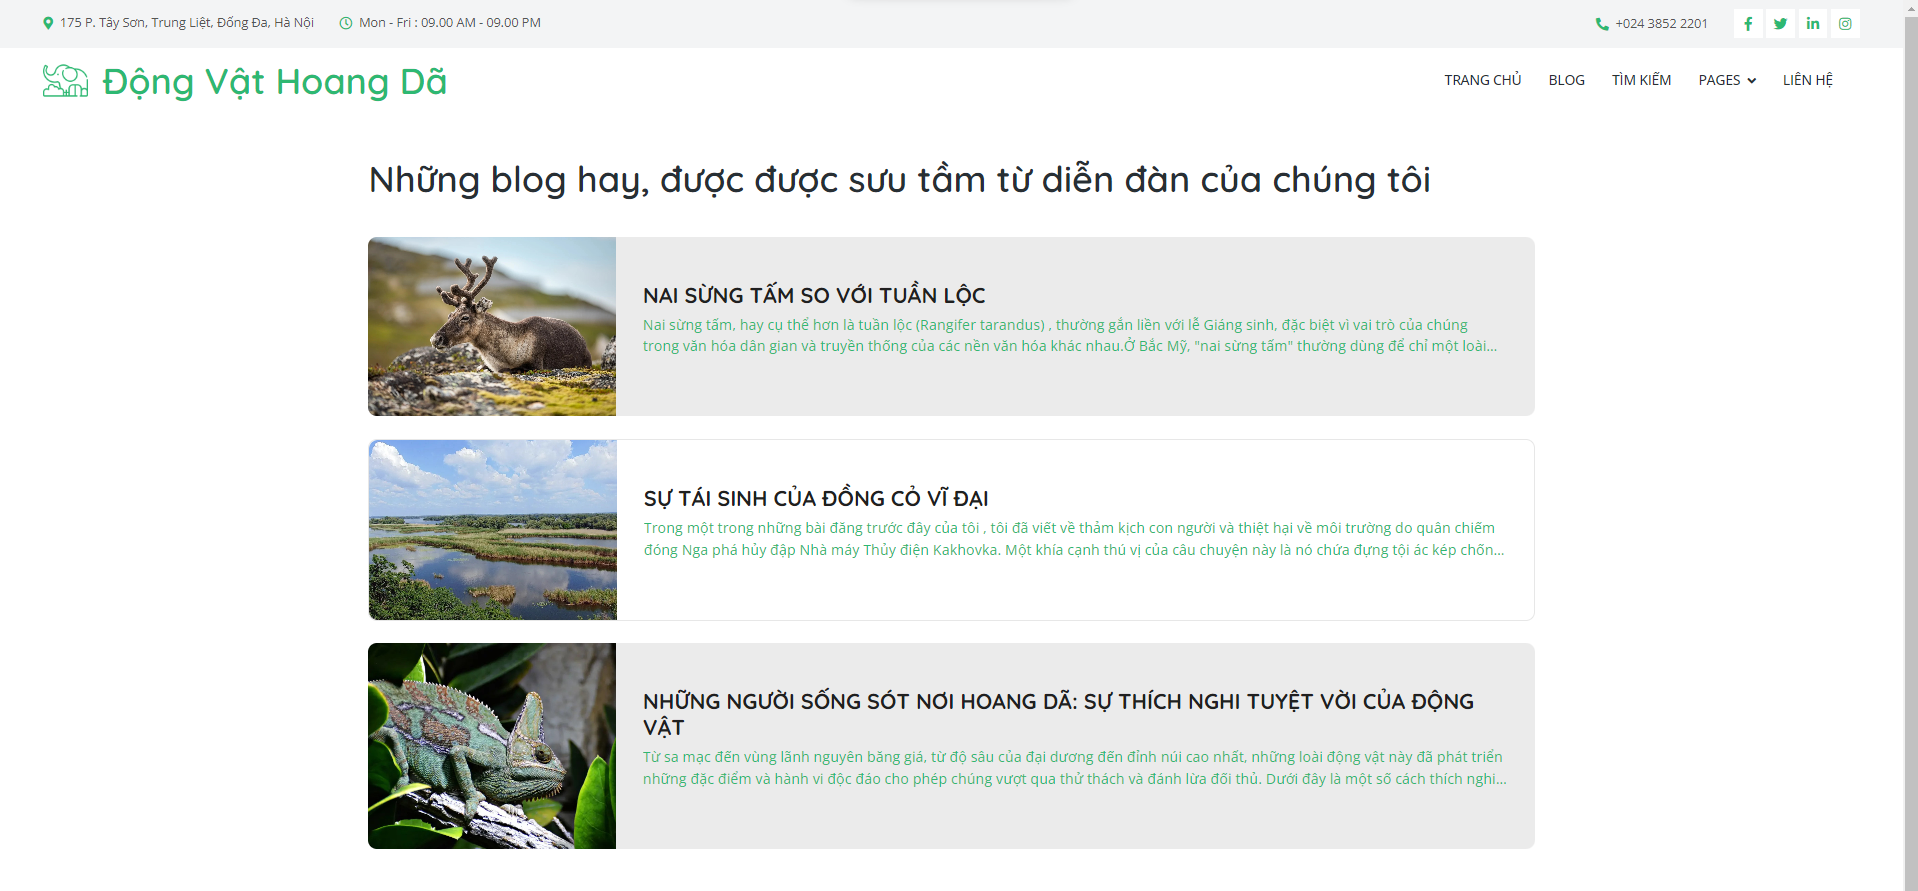 175 P. Tây Sơn, Trung Liệt, Đống Đa, Hà Nội
Mon - Fri : 09.00 AM - 09.00 PM
+024 3852 2201
Động Vật Hoang Dã
TRANG CHỦ
BLOG
TÌM KIẾM
PAGES
LIÊN HỆ
Những blog hay, được được sưu tầm từ diễn đàn của chúng tôi
NAI SỪNG TẤM SO VỚI TUẦN LỘC
Nai sừng tấm, hay cụ thể hơn là tuần lộc (Rangifer tarandus) , thường gắn liền với lễ Giáng sinh, đặc biệt vì vai trò của chúng
trong văn hóa dân gian và truyền thống của các nền văn hóa khác nhau.Ở Bắc Mỹ, "nai sừng tấm" thường dùng để chỉ một loài...
SỰ TÁI SINH CỦA ĐỒNG CỎ VĨ ĐẠI
Trong một trong những bài đăng trước đây của tôi , tôi đã viết về thảm kịch con người và thiệt hại về môi trường do quân chiếm
đóng Nga phá hủy đập Nhà máy Thủy điện Kakhovka. Một khía cạnh thú vị của câu chuyện này là nó chứa đựng tội ác kép chốn...
NHỮNG NGƯỜI SỐNG SÓT NƠI HOANG DÃ: SỰ THÍCH NGHI TUYỆT VỜI CỦA ĐỘNG
VẬT
Từ sa mạc đến vùng lãnh nguyên băng giá, từ độ sâu của đại dương đến đỉnh núi cao nhất, những loài động vật này đã phát triển
những đặc điểm và hành vi độc đáo cho phép chúng vượt qua thử thách và đánh lừa đối thủ. Dưới đây là một số cách thích nghi...